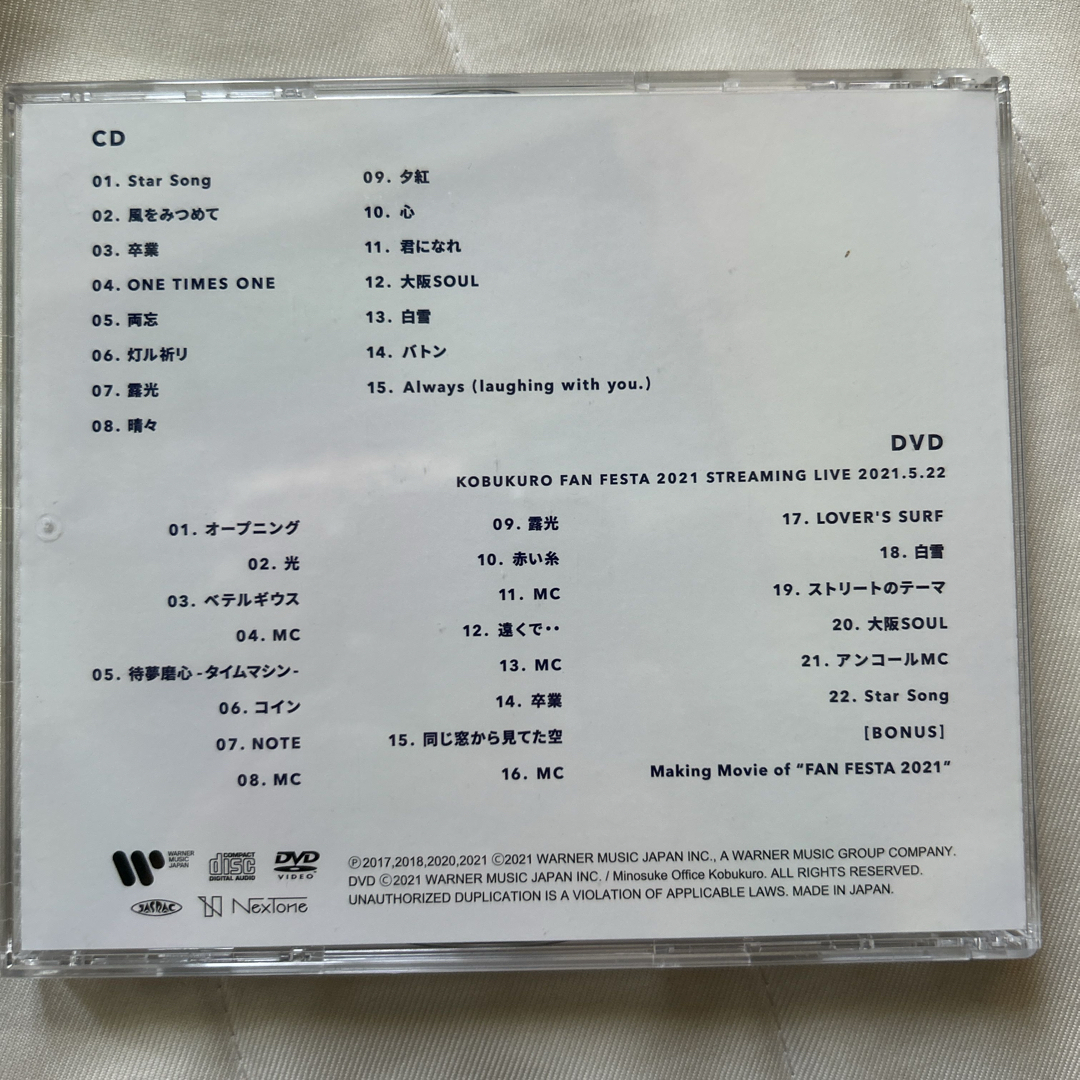 CD
01. Star Song
02. 風をみつめて
03. 卒業
04. ONE TIMES ONE
05. 両忘
06. 灯ル祈リ
07. 露光
08. 晴々
09. 夕紅
10. 心
11. 君になれ
12. 大阪SOUL
13. 白雪
14. バトン
15. Always (laughing with you.)
DVD
KOBUKURO FAN FESTA 2021 STREAMING LIVE 2021.5.22
01. オープニング
02. 光
03. ベテルギウス
04. MC
05. 待夢磨心-タイムマシン-
06. コイン
07. NOTE
08. MC
09. 露光
10. 赤い糸
11. MC
12. 遠くで・・
13. MC
14. 卒業
15. 同じ窓から見てた空
16. MC
17. LOVER'S SURF
18. 白雪
19. ストリートのテーマ
20. 大阪SOUL
21. アンコールMC
22. Star Song
[BONUS]
Making Movie of “FAN FESTA 2021”
WARNER
MUSIC
JAPAN
COMPACT
disc
DIGITAL AUDIO
DVD
VIDEO
JASRAC
NexTone
Ⓟ2017,2018,2020,2021 Ⓒ2021 WARNER MUSIC JAPAN INC., A WARNER MUSIC GROUP COMPANY.
DVD Ⓒ2021 WARNER MUSIC JAPAN INC. / Minosuke Office Kobukuro. ALL RIGHTS RESERVED.
UNAUTHORIZED DUPLICATION IS A VIOLATION OF APPLICABLE LAWS. MADE IN JAPAN.